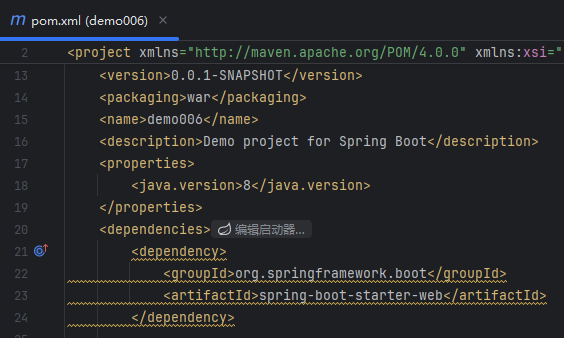 m pom.xml (demo006) ×
2 <project xmlns="http://maven.apache.org/POM/4.0.0" xmlns:xsi="
13 <version>0.0.1-SNAPSHOT</version>
14 <packaging>war</packaging>
15 <name>demo006</name>
16 <description>Demo project for Spring Boot</description>
17 <properties>
18 <java.version>8</java.version>
19 </properties>
20 <dependencies> 编辑启动器...
21 <dependency>
22 <groupId>org.springframework.boot</groupId>
23 <artifactId>spring-boot-starter-web</artifactId>
24 </dependency>
25